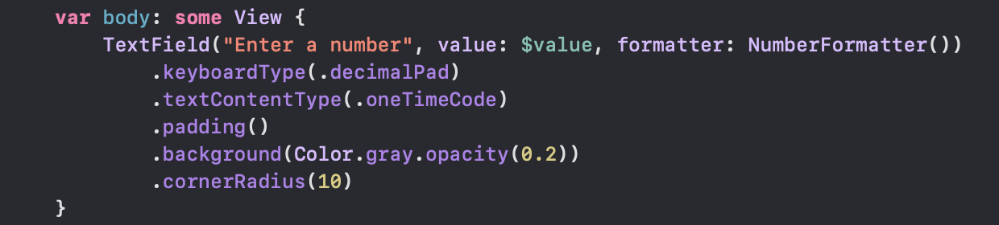 var body: some View {
    TextField("Enter a number", value: $value, formatter: NumberFormatter())
        .keyboardType(.decimalPad)
        .textContentType(.oneTimeCode)
        .padding()
        .background(Color.gray.opacity(0.2))
        .cornerRadius(10)
}